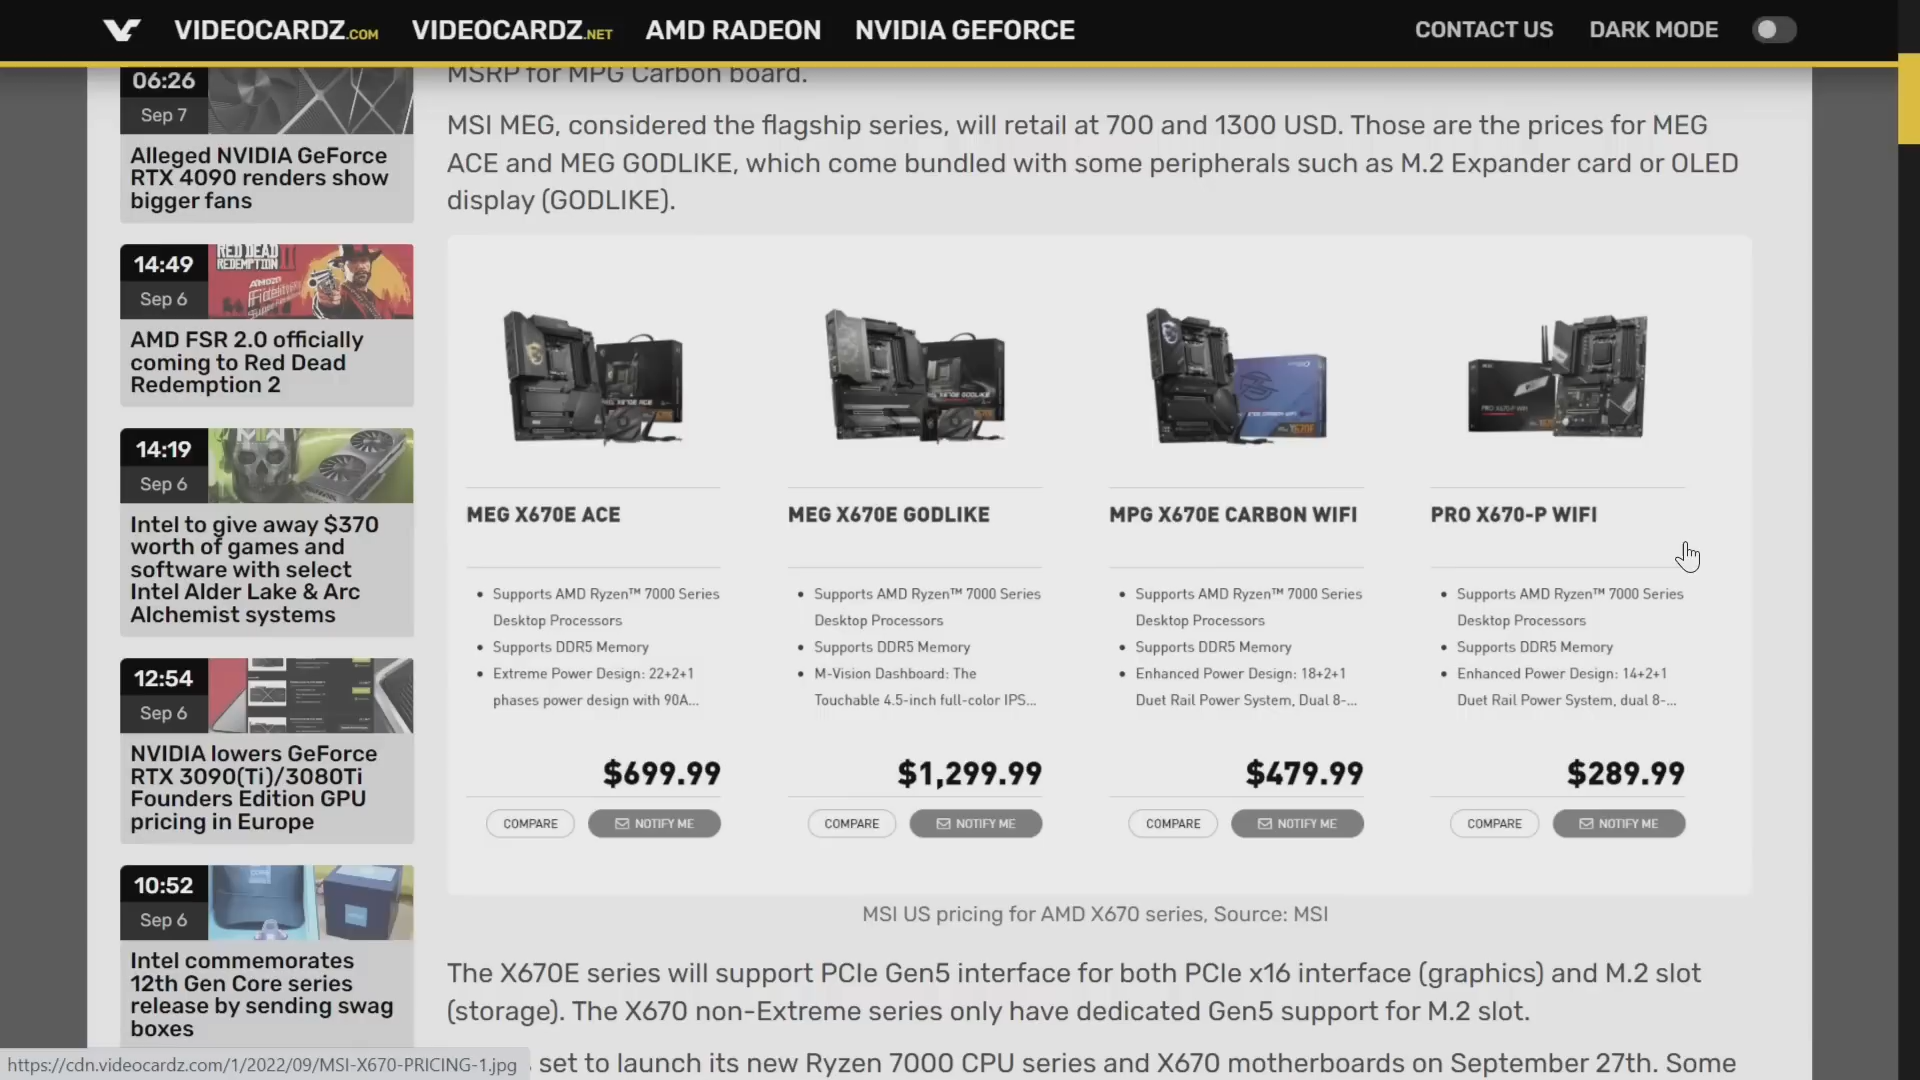 VIDEOCARDZ.COM
VIDEOCARDZ.NET
AMD RADEON
NVIDIA GEFORCE
CONTACT US
DARK MODE
06:26
Sep 7
Alleged NVIDIA GeForce
RTX 4090 renders show
bigger fans
14:49
Sep 6
RED DEAD
REDEMPTION II
AMD FSR 2.0 officially
coming to Red Dead
Redemption 2
14:19
Sep 6
Intel to give away $370
worth of games and
software with select
Intel Alder Lake & Arc
Alchemist systems
12:54
Sep 6
NVIDIA lowers GeForce
RTX 3090(Ti)/3080Ti
Founders Edition GPU
pricing in Europe
10:52
Sep 6
Intel commemorates
12th Gen Core series
release by sending swag
boxes
MSRP for MPG Carbon board.
MSI MEG, considered the flagship series, will retail at 700 and 1300 USD. Those are the prices for MEG
ACE and MEG GODLIKE, which come bundled with some peripherals such as M.2 Expander card or OLED
display (GODLIKE).
MEG X670E ACE
Supports AMD Ryzen™ 7000 Series
Desktop Processors
Supports DDR5 Memory
Extreme Power Design: 22+2+1
phases power design with 90A...
$699.99
COMPARE
NOTIFY ME
MEG X670E GODLIKE
Supports AMD Ryzen™ 7000 Series
Desktop Processors
Supports DDR5 Memory
M-Vision Dashboard: The
Touchable 4.5-inch full-color IPS...
$1,299.99
COMPARE
NOTIFY ME
MPG X670E CARBON WIFI
Supports AMD Ryzen™ 7000 Series
Desktop Processors
Supports DDR5 Memory
Enhanced Power Design: 18+2+1
Duet Rail Power System, Dual 8-...
$479.99
COMPARE
NOTIFY ME
PRO X670-P WIFI
Supports AMD Ryzen™ 7000 Series
Desktop Processors
Supports DDR5 Memory
Enhanced Power Design: 14+2+1
Duet Rail Power System, dual 8-...
$289.99
COMPARE
NOTIFY ME
MSI US pricing for AMD X670 series, Source: MSI
The X670E series will support PCIe Gen5 interface for both PCIe x16 interface (graphics) and M.2 slot
(storage). The X670 non-Extreme series only have dedicated Gen5 support for M.2 slot.
set to launch its new Ryzen 7000 CPU series and X670 motherboards on September 27th. Some
https://cdn.videocardz.com/1/2022/09/MSI-X670-PRICING-1.jpg